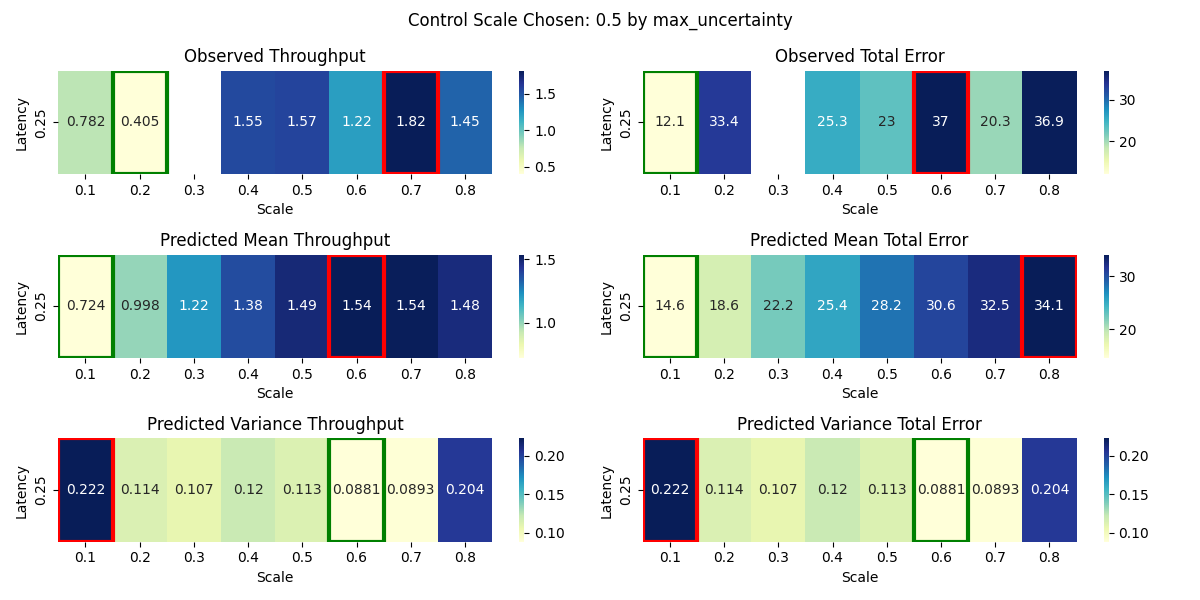 Control Scale Chosen: 0.5 by max_uncertainty
Observed Throughput
Latency
0.25
0.782 0.405 1.55 1.57 1.22 1.82 1.45
0.1 0.2 0.3 0.4 0.5 0.6 0.7 0.8
Scale
1.5
1.0
0.5
Observed Total Error
Latency
0.25
12.1 33.4 25.3 23 37 20.3 36.9
0.1 0.2 0.3 0.4 0.5 0.6 0.7 0.8
Scale
30
20
Predicted Mean Throughput
Latency
0.25
0.724 0.998 1.22 1.38 1.49 1.54 1.54 1.48
0.1 0.2 0.3 0.4 0.5 0.6 0.7 0.8
Scale
1.5
1.0
Predicted Mean Total Error
Latency
0.25
14.6 18.6 22.2 25.4 28.2 30.6 32.5 34.1
0.1 0.2 0.3 0.4 0.5 0.6 0.7 0.8
Scale
30
20
Predicted Variance Throughput
Latency
0.25
0.222 0.114 0.107 0.12 0.113 0.0881 0.0893 0.204
0.1 0.2 0.3 0.4 0.5 0.6 0.7 0.8
Scale
0.20
0.15
0.10
Predicted Variance Total Error
Latency
0.25
0.222 0.114 0.107 0.12 0.113 0.0881 0.0893 0.204
0.1 0.2 0.3 0.4 0.5 0.6 0.7 0.8
Scale
0.20
0.15
0.10